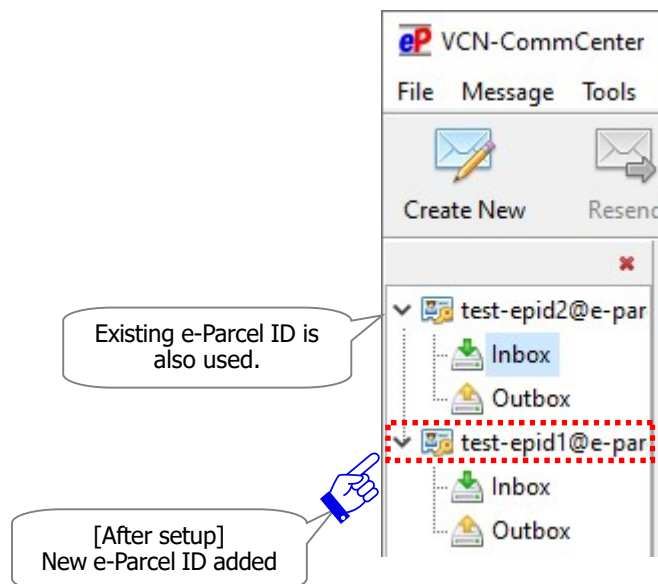 eP VCN-CommCenter
File Message Tools
Create New Resend
test-epid2@e-par
Existing e-Parcel ID is
also used.
Inbox
Outbox
test-epid1@e-par
Inbox
[After setup]
New e-Parcel ID added
Outbox